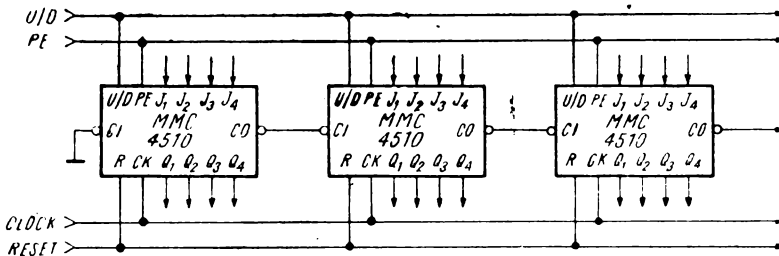 U/D
PE
U/D PE J1 J2 J3 J4 U/D PE J1 J2 J3 J4 U/D PE J1 J2 J3 J4
MMC MMC MMC
CI 4510 CO CI 4510 CO CI 4510 CO
R CK Q1 Q2 Q3 Q4 R CK Q1 Q2 Q3 Q4 R CK Q1 Q2 Q3 Q4
CLOCK
RESET